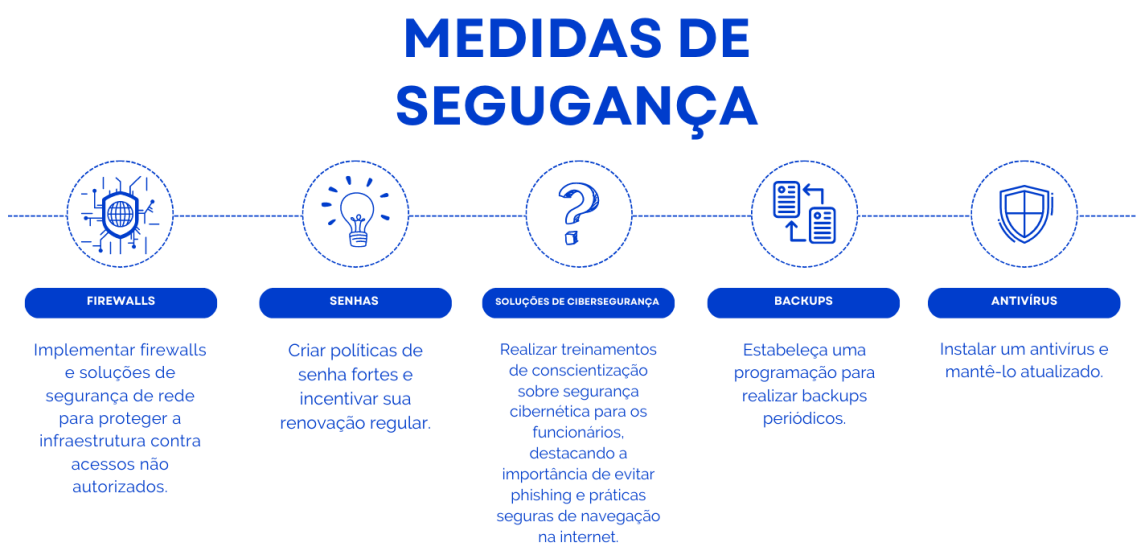 MEDIDAS DE
SEGUGANÇA
FIREWALLS
Implementar firewalls
e soluções de
segurança de rede
para proteger a
infraestrutura contra
acessos não
autorizados.
SENHAS
Criar políticas de
senha fortes e
incentivar sua
renovação regular.
SOLUÇÕES DE CIBERSEGURANÇA
Realizar treinamentos
de conscientização
sobre segurança
cibernética para os
funcionários,
destacando a
importância de evitar
phishing e práticas
seguras de navegação
na internet.
BACKUPS
Estabeleça uma
programação para
realizar backups
periódicos.
ANTIVÍRUS
Instalar um antivirus e
mantê-lo atualizado.